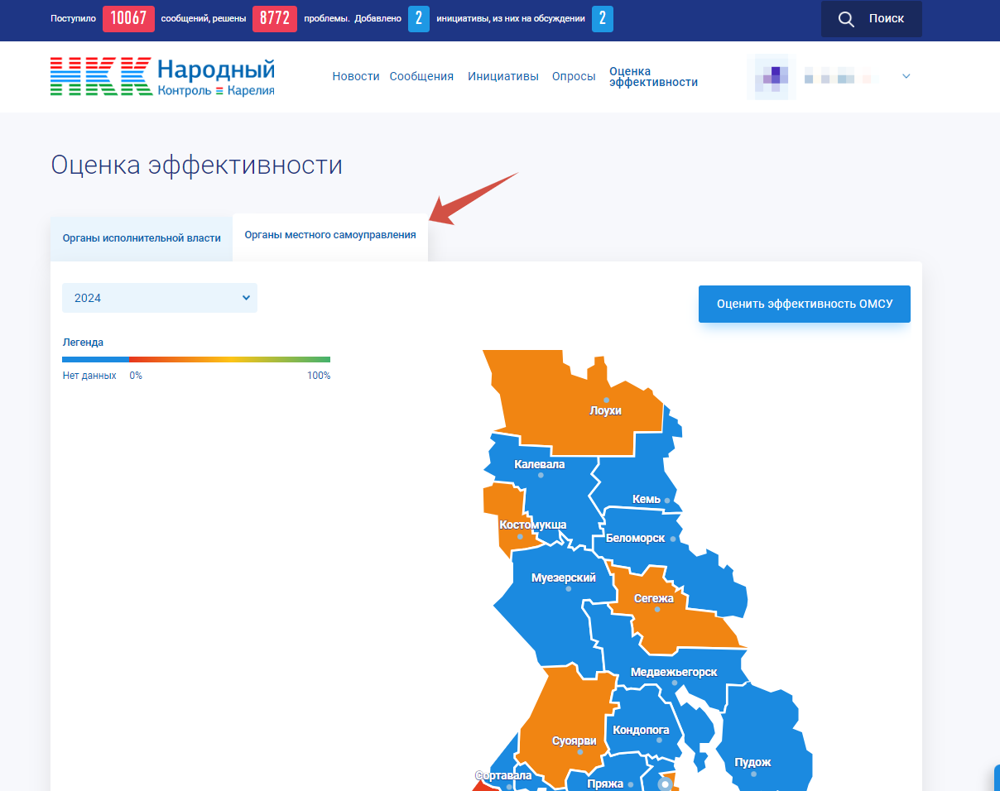 Поступило 10067 сообщений, решены 8772 проблемы. Добавлено 2 инициативы, из них на обсуждении 2
Поиск
НКК Народный
Контроль Карелия
Новости Сообщения Инициативы Опросы Оценка
эффективности
Оценка эффективности
Органы исполнительной власти
Органы местного самоуправления
2024
Оценить эффективность ОМСУ
Легенда
Нет данных 0% 100%
Лоухи
Калевала
Кемь
Костомукша
Беломорск
Муезерский
Сегежа
Медвежьегорск
Кондопога
Суоярви
Пудож
Сортавала
Пряжа